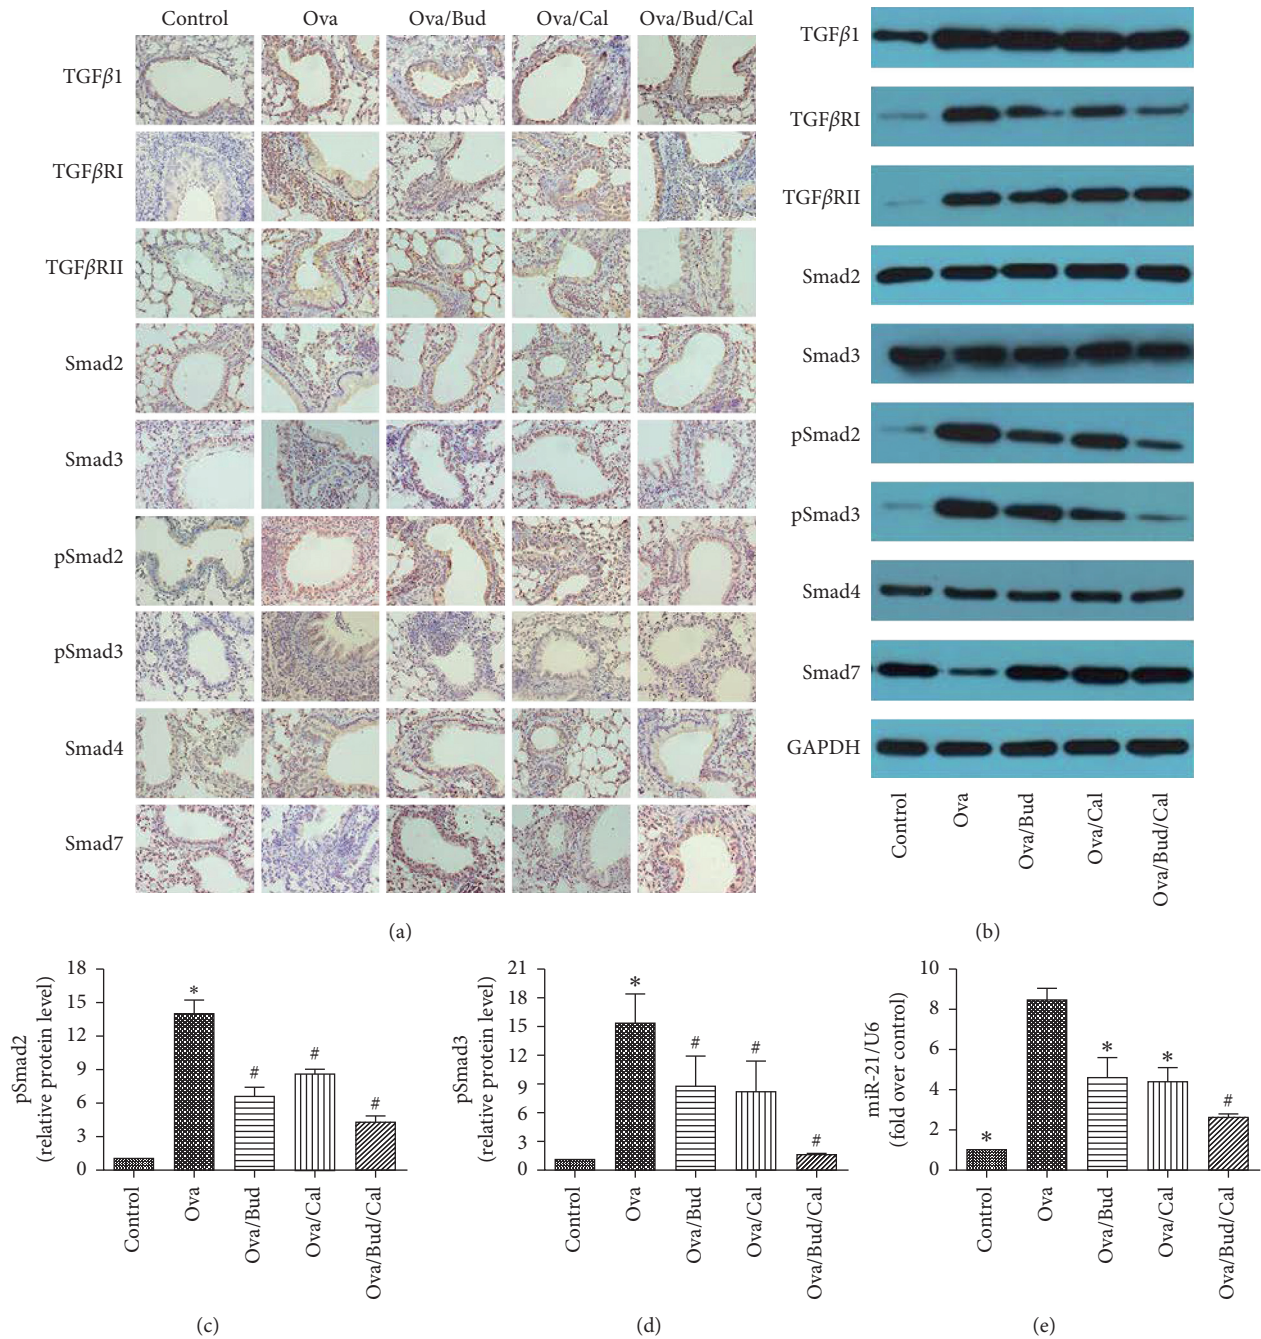 Control Ova Ova/Bud Ova/Cal Ova/Bud/Cal
TGFβ1
TGFβRI
TGFβRII
Smad2
Smad3
pSmad2
pSmad3
Smad4
Smad7
(a)
TGFβ1
TGFβRI
TGFβRII
Smad2
Smad3
pSmad2
pSmad3
Smad4
Smad7
GAPDH
Control
Ova
Ova/Bud
Ova/Cal
Ova/Bud/Cal
(b)
pSmad2
(relative protein level)
18
15
12
9
6
3
0
*
#
#
#
Control
Ova
Ova/Bud
Ova/Cal
Ova/Bud/Cal
(c)
pSmad3
(relative protein level)
21
18
15
12
9
6
3
0
*
#
#
#
Control
Ova
Ova/Bud
Ova/Cal
Ova/Bud/Cal
(d)
miR-21/U6
(fold over control)
10
8
6
4
2
0
*
*
*
#
Control
Ova
Ova/Bud
Ova/Cal
Ova/Bud/Cal
(e)